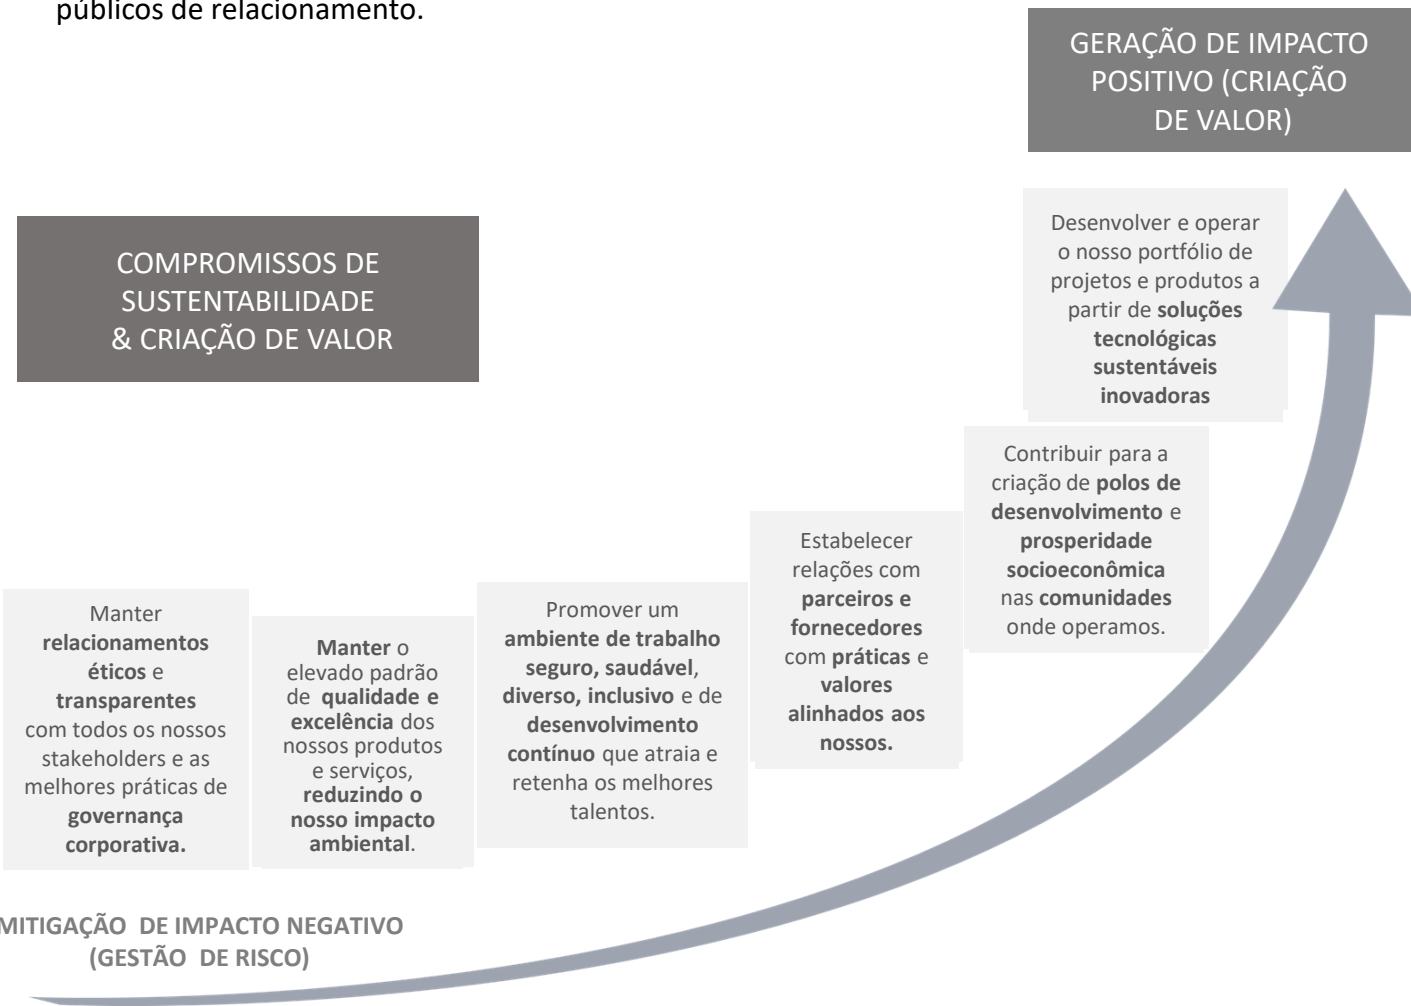 públicos de relacionamento.
GERAÇÃO DE IMPACTO
POSITIVO (CRIAÇÃO
DE VALOR)
COMPROMISSOS DE
SUSTENTABILIDADE
& CRIAÇÃO DE VALOR
Desenvolver e operar
o nosso portfólio de
projetos e produtos a
partir de soluções
tecnológicas
sustentáveis
inovadoras
Contribuir para a
criação de polos de
desenvolvimento e
prosperidade
socioeconômica
nas comunidades
onde operamos.
Estabelecer
relações com
parceiros e
fornecedores
com práticas e
valores
alinhados aos
nossos.
Promover um
ambiente de trabalho
seguro, saudável,
diverso, inclusivo e de
desenvolvimento
contínuo que atraia e
retenha os melhores
talentos.
Manter o
elevado padrão
de qualidade e
excelência dos
nossos produtos
e serviços,
reduzindo o
nosso impacto
ambiental.
Manter
relacionamentos
éticos e
transparentes
com todos os nossos
stakeholders e as
melhores práticas de
governança
corporativa.
MITIGAÇÃO DE IMPACTO NEGATIVO
(GESTÃO DE RISCO)